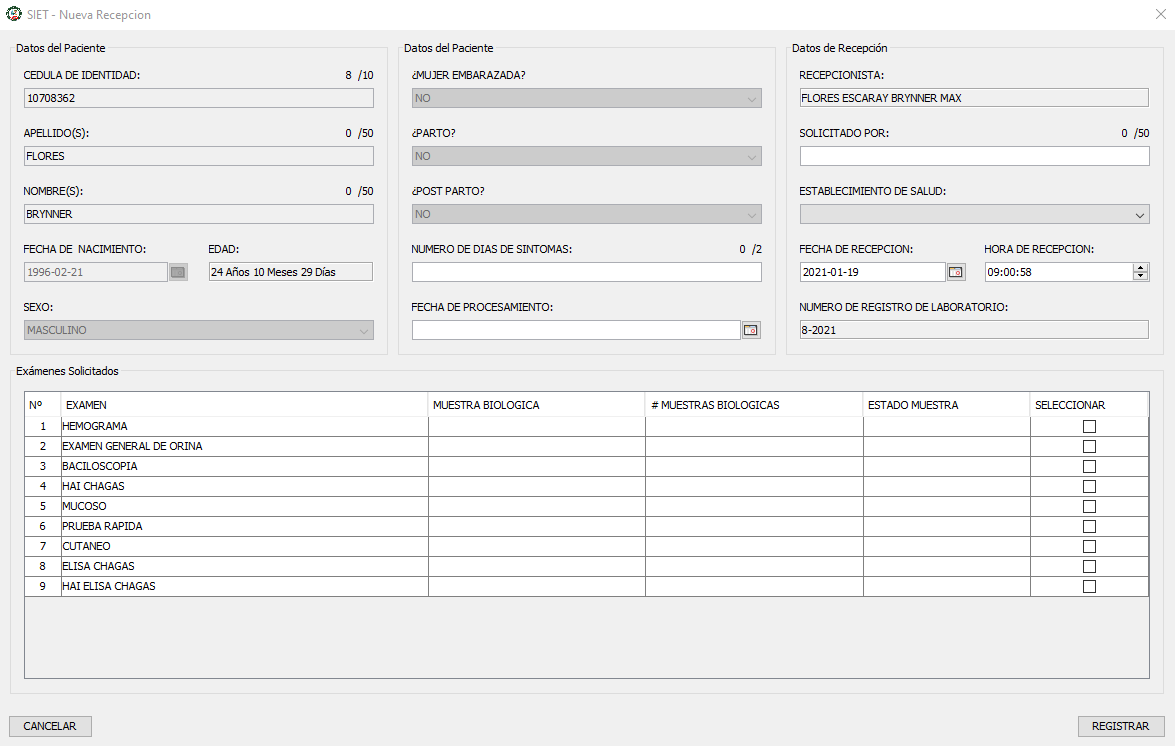 SIET - Nueva Recepcion
Datos del Paciente
CEDULA DE IDENTIDAD: 8 /10
10708362
APELLIDO(S): 0 /50
FLORES
NOMBRE(S): 0 /50
BRYNNER
FECHA DE NACIMIENTO: EDAD:
1996-02-21 24 Años 10 Meses 29 Días
SEXO:
MASCULINO
Datos del Paciente
¿MUJER EMBARAZADA?
NO
¿PARTO?
NO
¿POST PARTO?
NO
NUMERO DE DIAS DE SINTOMAS: 0 /2
FECHA DE PROCESAMIENTO:
Datos de Recepción
RECEPCIONISTA:
FLORES ESCARAY BRYNNER MAX
SOLICITADO POR: 0 /50
ESTABLECIMIENTO DE SALUD:
FECHA DE RECEPCION: HORA DE RECEPCION:
2021-01-19 09:00:58
NUMERO DE REGISTRO DE LABORATORIO:
8-2021
Exámenes Solicitados
Nº EXAMEN MUESTRA BIOLOGICA # MUESTRAS BIOLOGICAS ESTADO MUESTRA SELECCIONAR
1 HEMOGRAMA
2 EXAMEN GENERAL DE ORINA
3 BACILOSCOPIA
4 HAI CHAGAS
5 MUCOSO
6 PRUEBA RAPIDA
7 CUTANEO
8 ELISA CHAGAS
9 HAI ELISA CHAGAS
CANCELAR REGISTRAR